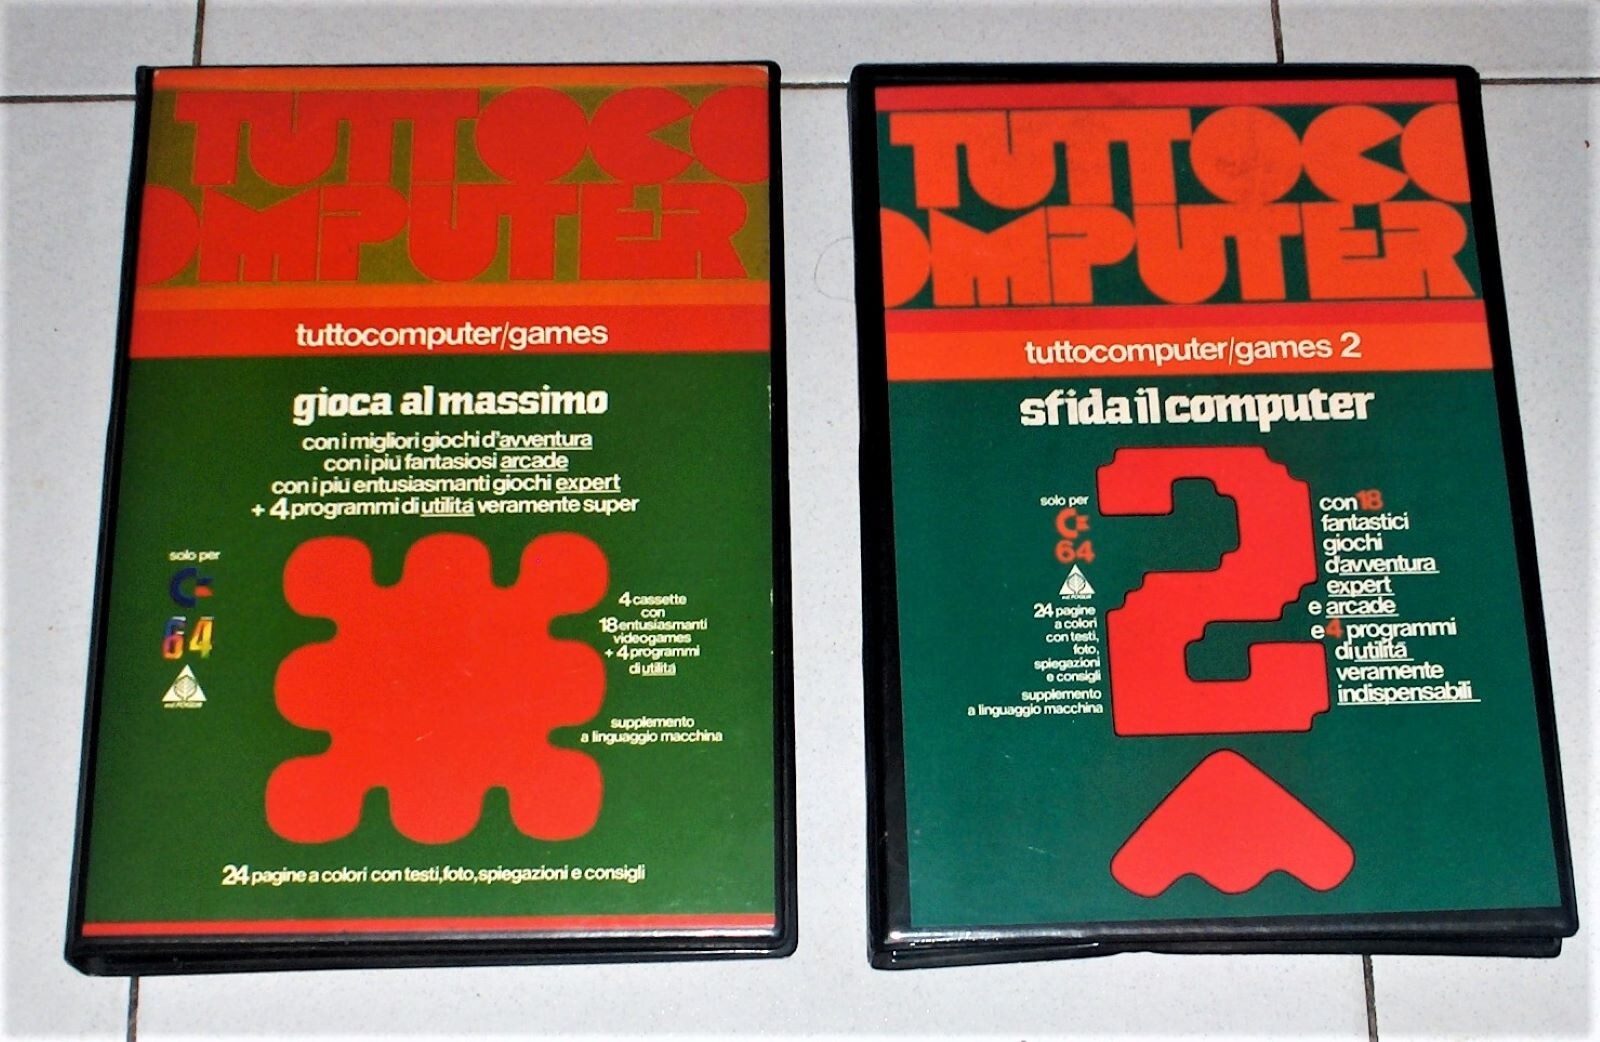 TUTTOCO
OMPUTER
tuttocomputer/games
gioca al massimo
con i migliori giochi d'avventura
con i più fantasiosi arcade
con i più entusiasmanti giochi expert
+ 4 programmi di utilità veramente super
solo per
C=
64
4 cassette
con
18 entusiasmanti
videogames
+ 4 programmi
di utilità
supplemento
a linguaggio macchina
24 pagine a colori con testi, foto, spiegazioni e consigli
TUTTOCO
OMPUTER
tuttocomputer/games 2
sfida il computer
solo per
C=
64
24 pagine
a colori
con testi,
foto,
spiegazioni
e consigli
supplemento
a linguaggio macchina
2
con 18
fantastici
giochi
d'avventura
expert
e arcade
e 4 programmi
di utilità
veramente
indispensabili